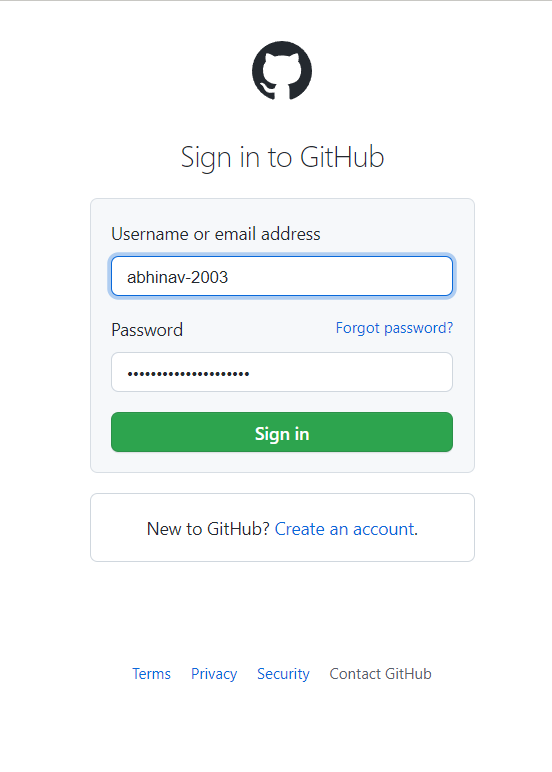 Sign in to GitHub
Username or email address
abhinav-2003
Password Forgot password?
•••••••••••••••••••••
Sign in
New to GitHub? Create an account.
Terms Privacy Security Contact GitHub